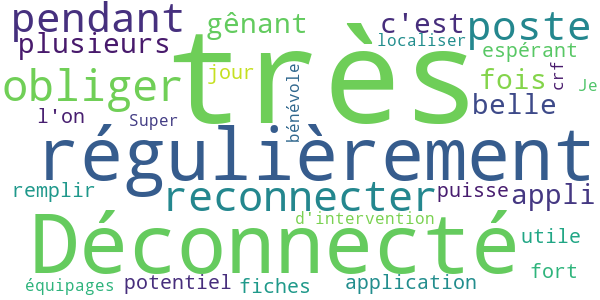 pendant gênant c'est poste
plusieurs très localiser espérant
obliger jour bénévole fois crf Je
l'on Super belle
régulièrement
remplir reconnecter puisse appli
Déconnecté d'intervention utile
fort
équipages potentiel fiches application